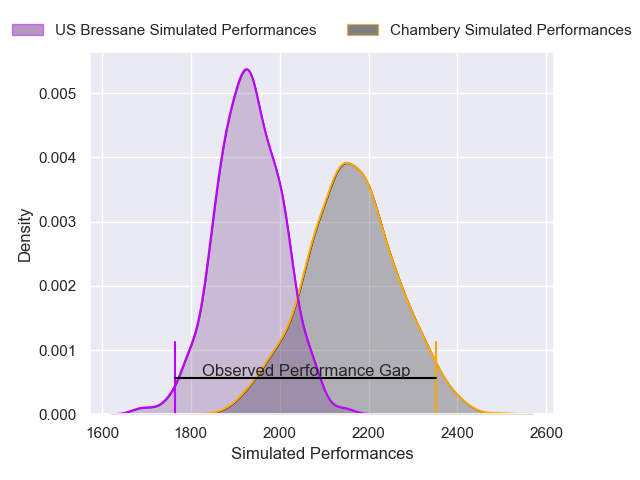 US Bressane Simulated Performances
Chambery Simulated Performances
0.005
0.004
0.003
0.002
0.001
0.000
Density
Observed Performance Gap
1600 1800 2000 2200 2400 2600
Simulated Performances